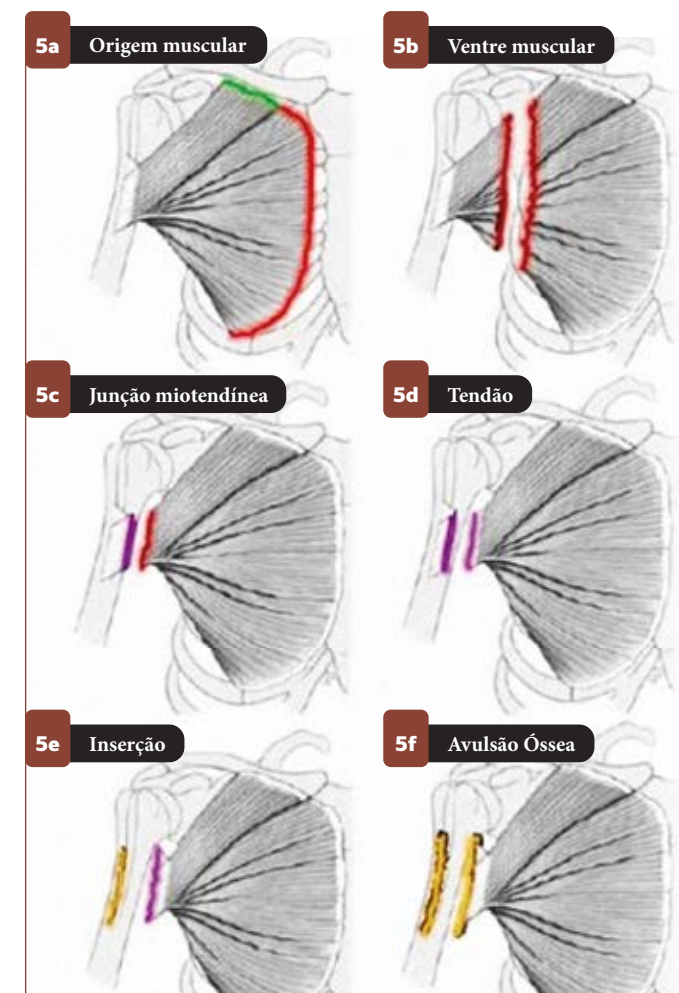 5a Origem muscular
5b Ventre muscular
5c Junção miotendínea
5d Tendão
5e Inserção
5f Avulsão Óssea